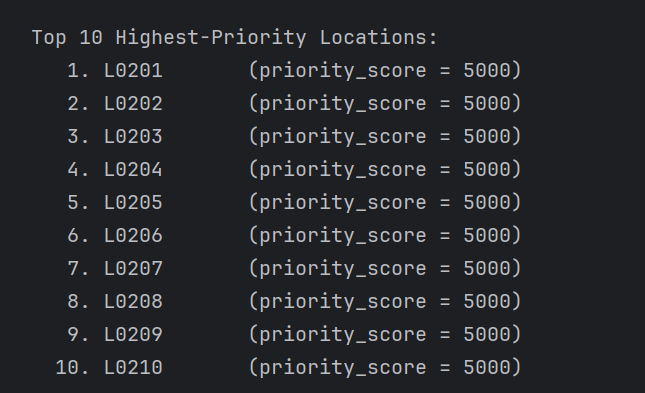 Top 10 Highest-Priority Locations:
1. L0201 (priority_score = 5000)
2. L0202 (priority_score = 5000)
3. L0203 (priority_score = 5000)
4. L0204 (priority_score = 5000)
5. L0205 (priority_score = 5000)
6. L0206 (priority_score = 5000)
7. L0207 (priority_score = 5000)
8. L0208 (priority_score = 5000)
9. L0209 (priority_score = 5000)
10. L0210 (priority_score = 5000)